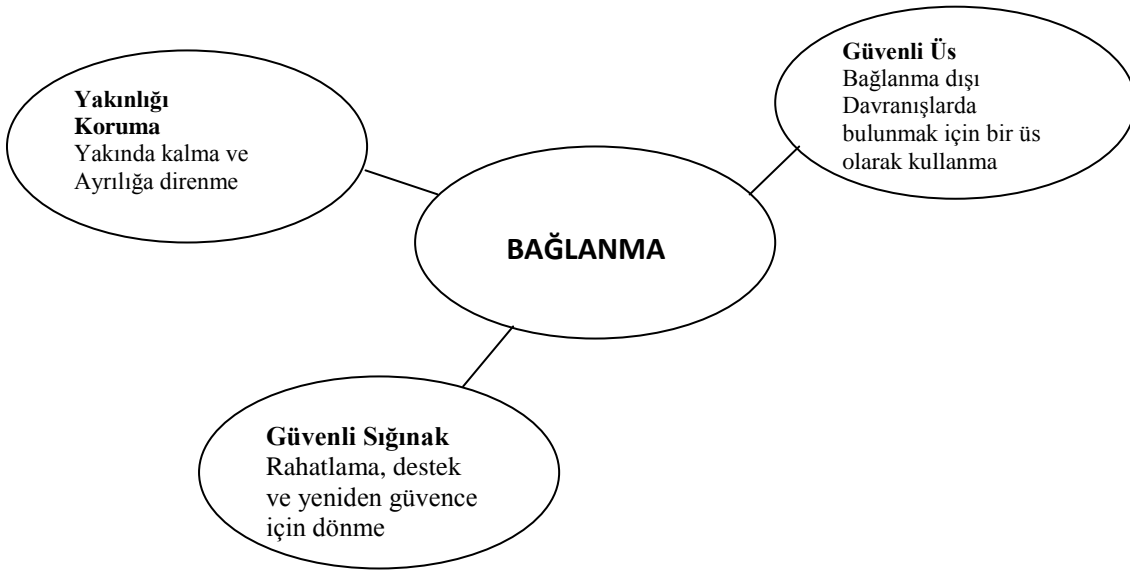 Yakınlığı
Koruma
Yakında kalma ve
Ayrılığa direnme
Güvenli Üs
Bağlanma dışı
Davranışlarda
bulunmak için bir üs
olarak kullanma
BAĞLANMA
Güvenli Sığınak
Rahatlama, destek
ve yeniden güvence
için dönme